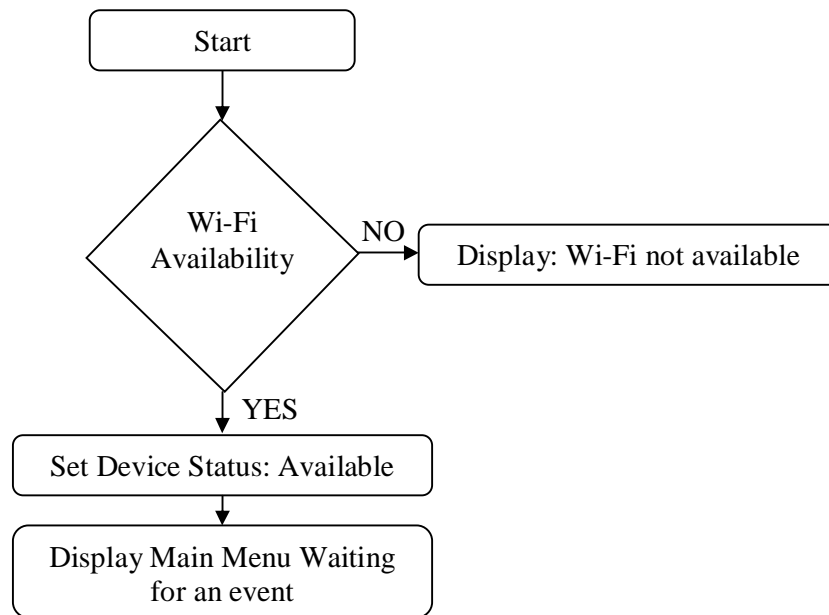 Start
Wi-Fi
Availability
NO
Display: Wi-Fi not available
YES
Set Device Status: Available
Display Main Menu Waiting
for an event